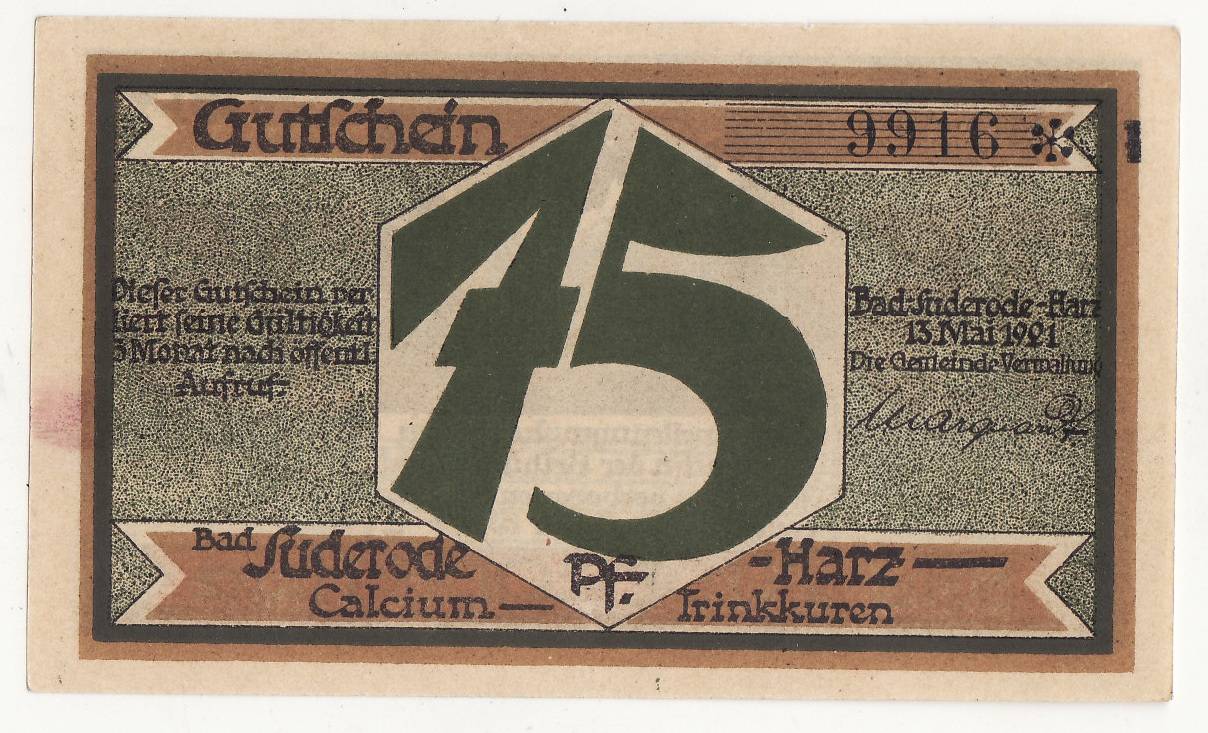 Gutschein
9916 *
15
Dieser Gutschein ver
liert seine Gültigkeit
3 Monat nach öffentl.
Aufruf.
Bad-Suderode-Harz
13. Mai 1921
Die Gemeinde-Verwaltung
Bad Suderode
-Harz—
Pf.
Calcium— Trinkkuren